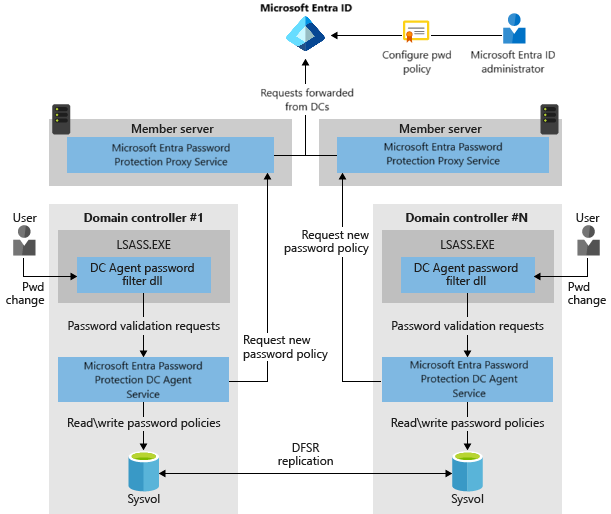 Microsoft Entra ID
Configure pwd
policy
Microsoft Entra ID
administrator
Requests forwarded
from DCs
Member server
Microsoft Entra Password
Protection Proxy Service
Member server
Microsoft Entra Password
Protection Proxy Service
User
Pwd
change
Domain controller #1
LSASS.EXE
DC Agent password
filter dll
Password validation requests
Microsoft Entra Password
Protection DC Agent
Service
Read\write password policies
Sysvol
Request new
password policy
Request new
password policy
DFSR
replication
Domain controller #N
LSASS.EXE
DC Agent password
filter dll
Password validation requests
Microsoft Entra Password
Protection DC Agent
Service
Read\write password policies
Sysvol
User
Pwd
change